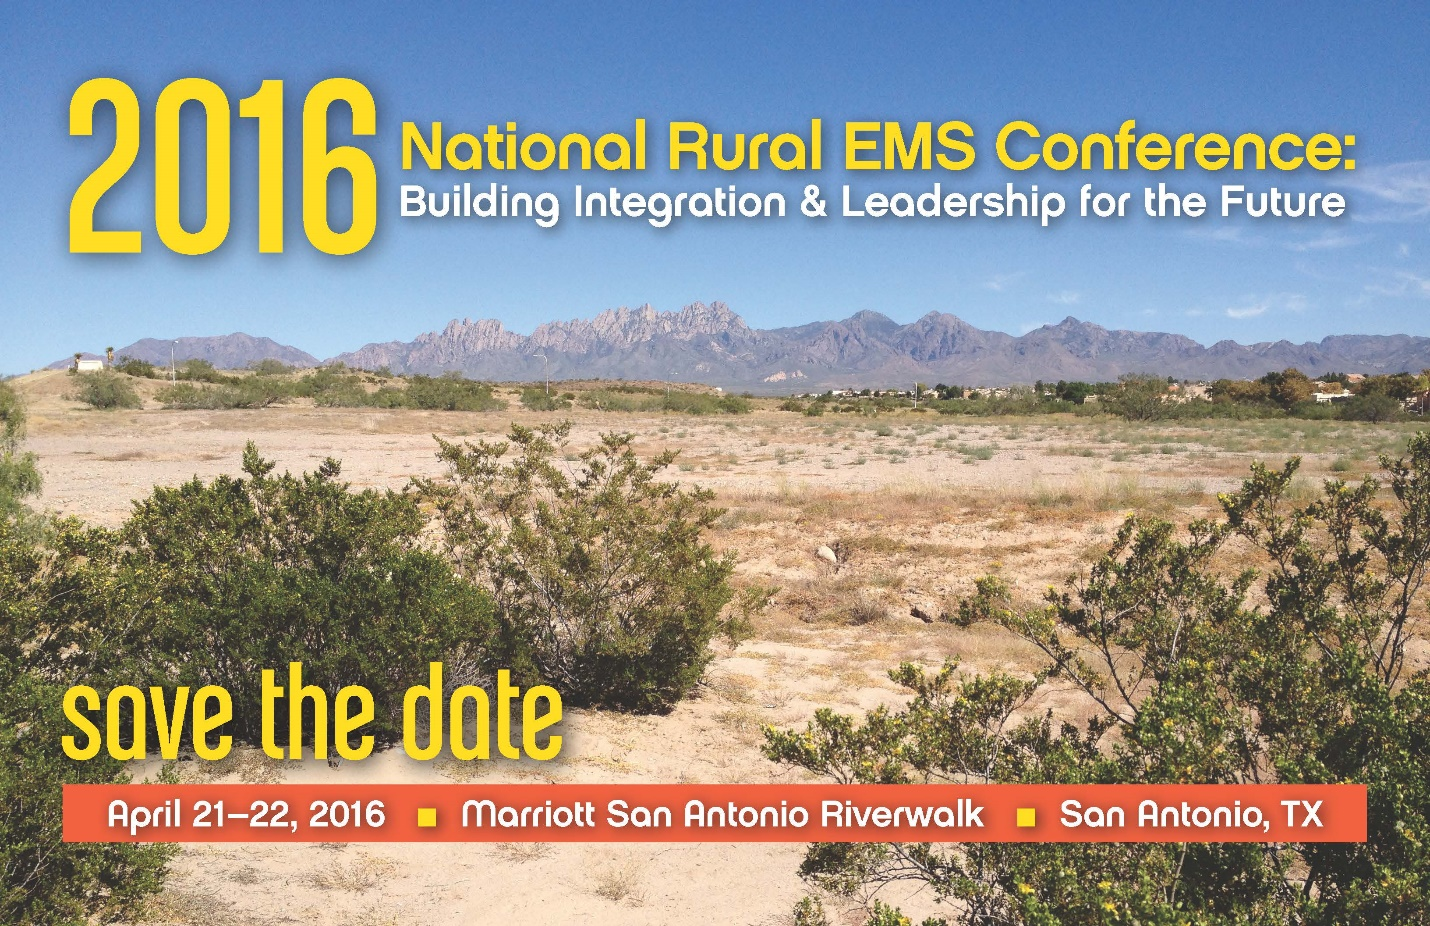 2016
National Rural EMS Conference:
Building Integration & Leadership for the Future
save the date
April 21–22, 2016 ■ Marriott San Antonio Riverwalk ■ San Antonio, TX